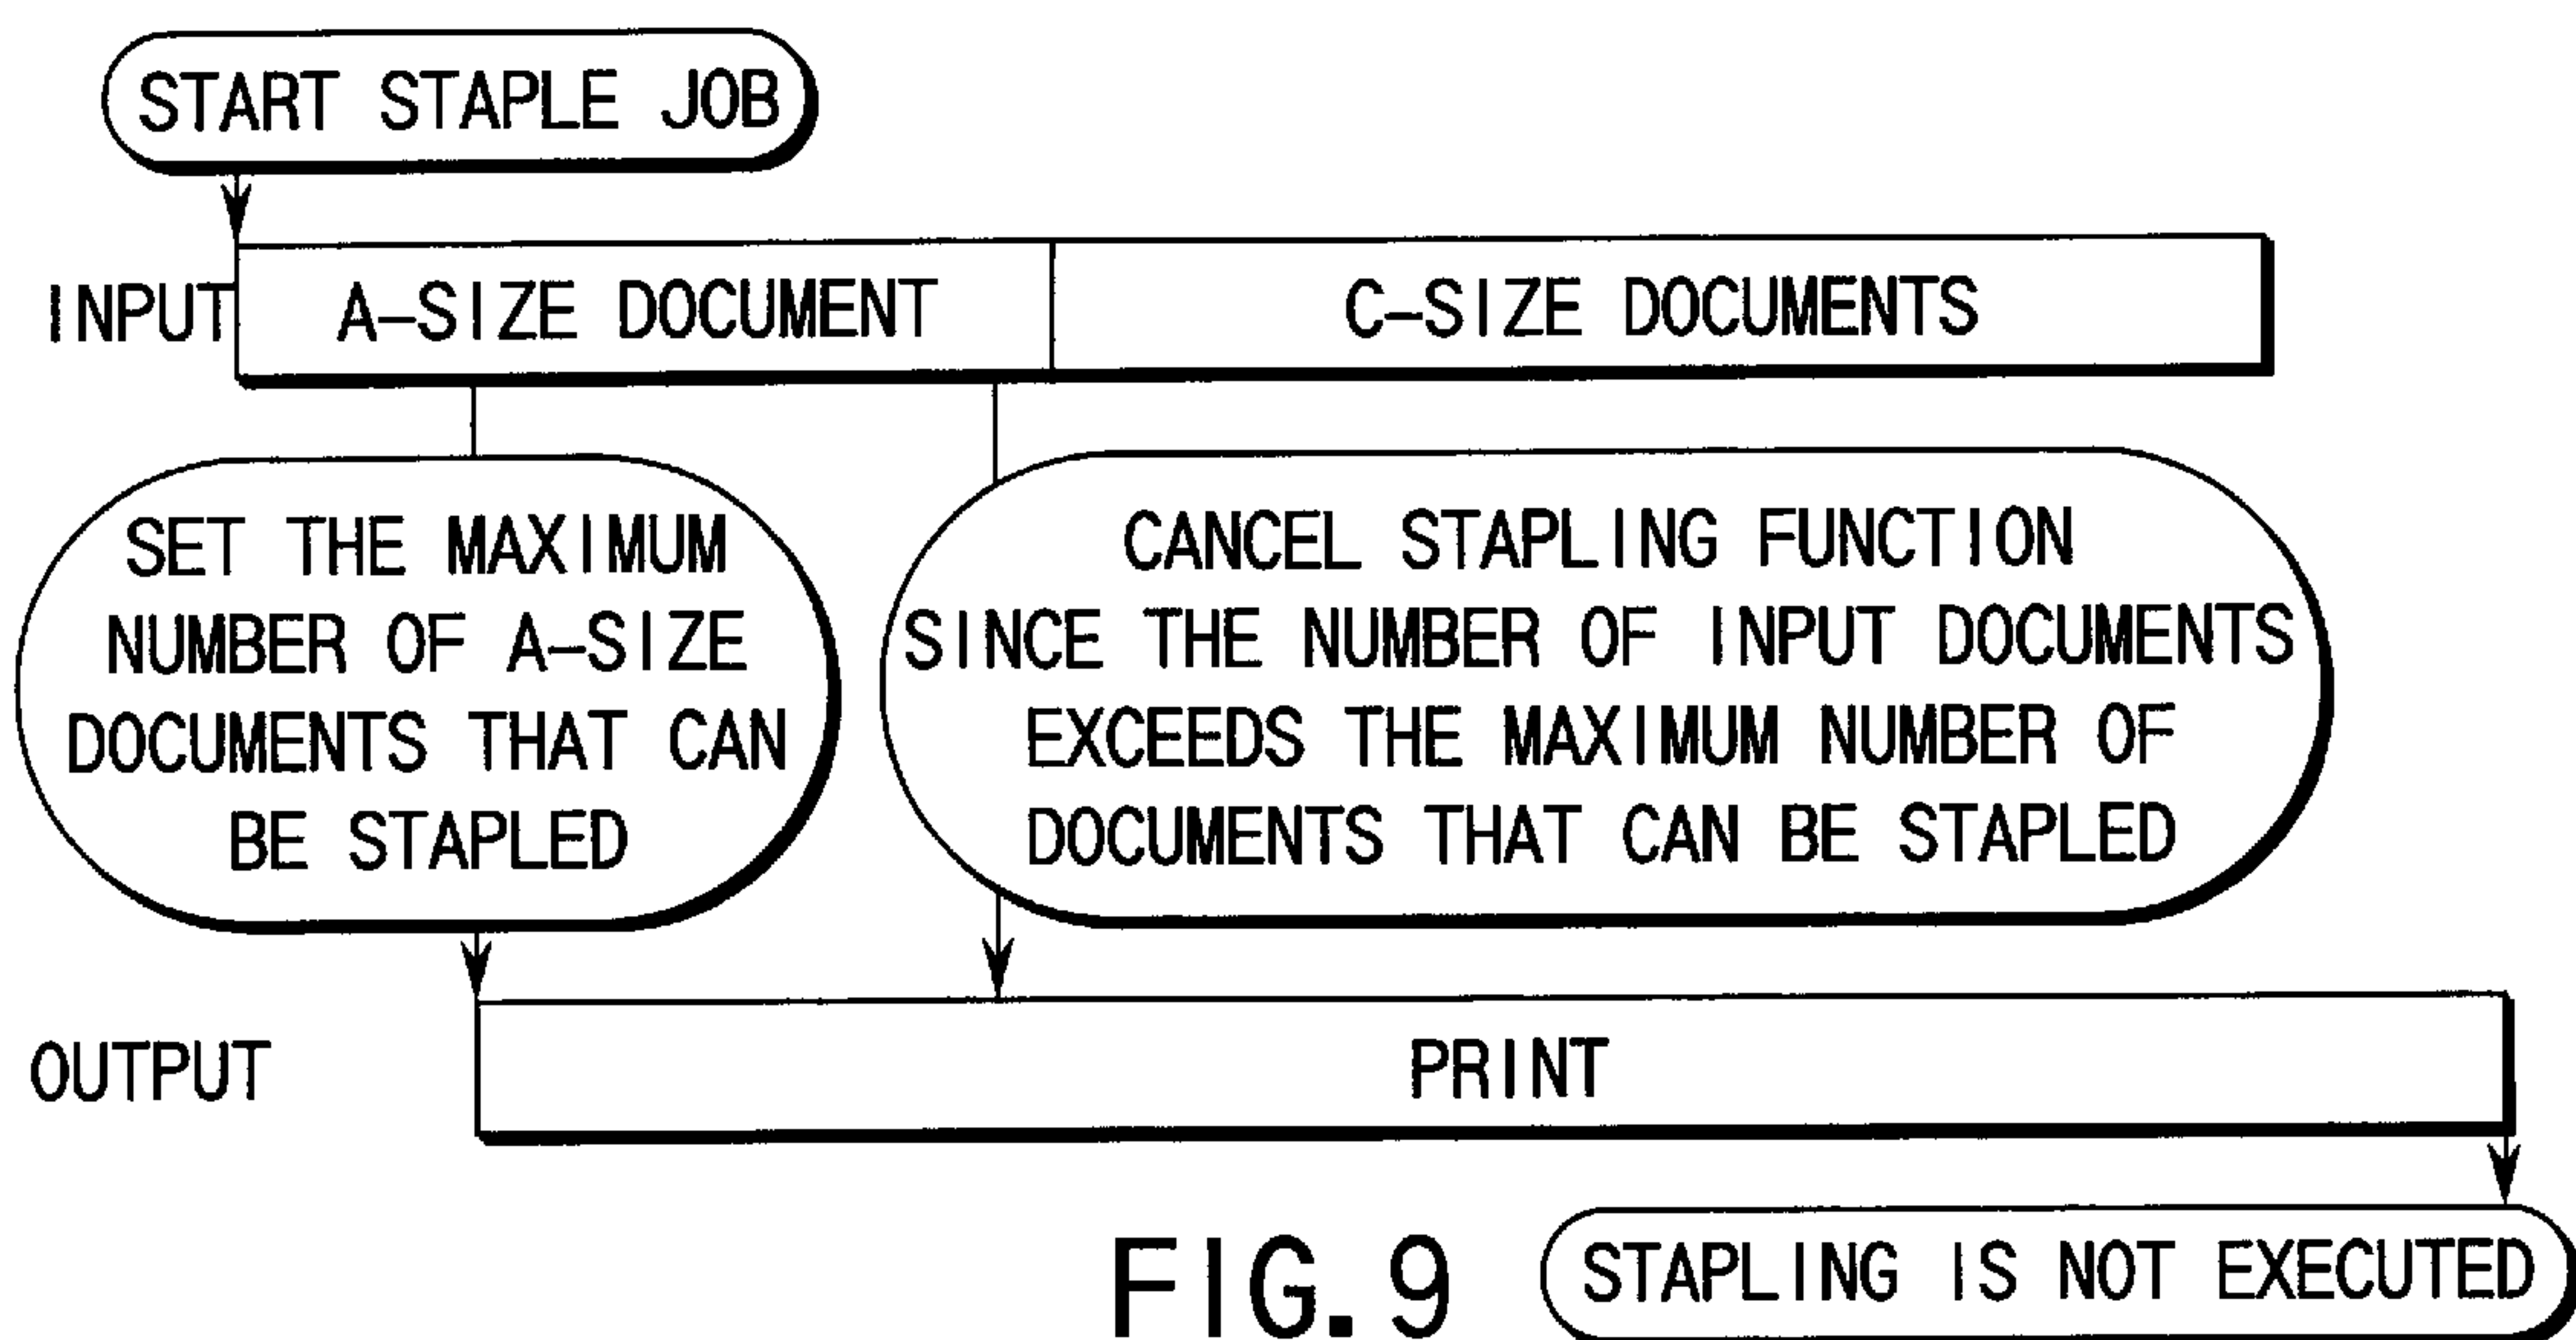 START STAPLE JOB
INPUT
A-SIZE DOCUMENT
C-SIZE DOCUMENTS
SET THE MAXIMUM
NUMBER OF A-SIZE
DOCUMENTS THAT CAN
BE STAPLED
CANCEL STAPLING FUNCTION
SINCE THE NUMBER OF INPUT DOCUMENTS
EXCEEDS THE MAXIMUM NUMBER OF
DOCUMENTS THAT CAN BE STAPLED
OUTPUT
PRINT
STAPLING IS NOT EXECUTED
FIG.9